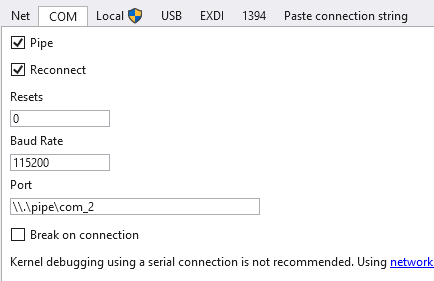 Net COM Local USB EXDI 1394 Paste connection string
Pipe
Reconnect
Resets
0
Baud Rate
115200
Port
\\.\pipe\com_2
Break on connection
Kernel debugging using a serial connection is not recommended. Using network